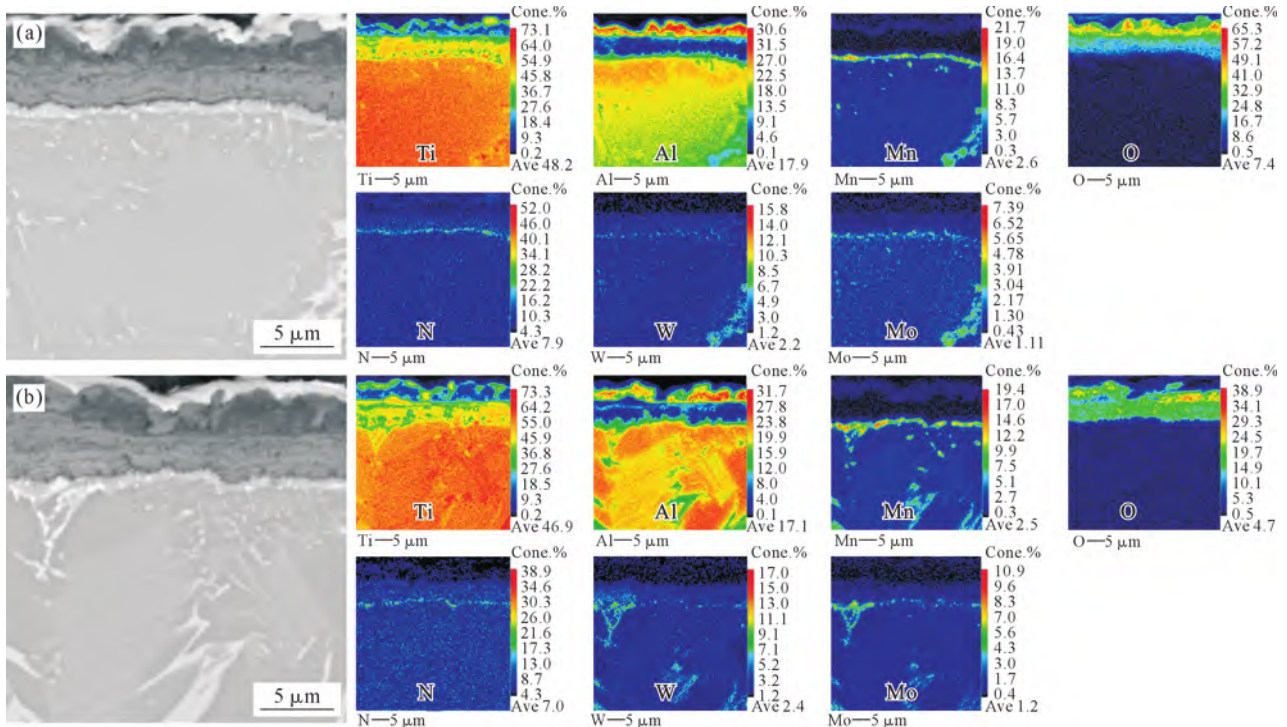 (a)
5 μm
Cone.%
73.1
64.0
54.9
45.8
36.7
27.6
18.4
9.3
0.2
Ave 48.2
Ti
Ti—5 μm
Cone.%
30.6
31.5
27.0
22.5
18.0
13.5
9.1
4.6
0.1
Ave 17.9
Al
Al—5 μm
Cone.%
21.7
19.0
16.4
13.7
11.0
8.3
5.7
3.0
0.3
Ave 2.6
Mn
Mn—5 μm
Cone.%
65.3
57.2
49.1
41.0
32.9
24.8
16.7
8.6
0.5
Ave 7.4
O
O—5 μm
Cone.%
52.0
46.0
40.1
34.1
28.2
22.2
16.2
10.3
4.3
Ave 7.9
N
N—5 μm
Cone.%
15.8
14.0
12.1
10.3
8.5
6.7
4.9
3.0
1.2
Ave 2.2
W
W—5 μm
Cone.%
7.39
6.52
5.65
4.78
3.91
3.04
2.17
1.30
0.43
Ave 1.11
Mo
Mo—5 μm
(b)
5 μm
Cone.%
73.3
64.2
55.0
45.9
36.8
27.6
18.5
9.3
0.2
Ave 46.9
Ti
Ti—5 μm
Cone.%
31.7
27.8
23.8
19.9
15.9
12.0
8.0
4.0
0.1
Ave 17.1
Al
Al—5 μm
Cone.%
19.4
17.0
14.6
12.2
9.9
7.5
5.1
2.7
0.3
Ave 2.5
Mn
Mn—5 μm
Cone.%
38.9
34.1
29.3
24.5
19.7
14.9
10.1
5.3
0.5
Ave 4.7
O
O—5 μm
Cone.%
38.9
34.6
30.3
26.0
21.6
17.3
13.0
8.7
4.3
Ave 7.0
N
N—5 μm
Cone.%
17.0
15.0
13.0
11.1
9.1
7.1
5.2
3.2
1.2
Ave 2.4
W
W—5 μm
Cone.%
10.9
9.6
8.3
7.0
5.6
4.3
3.0
1.7
0.4
Ave 1.2
Mo
Mo—5 μm